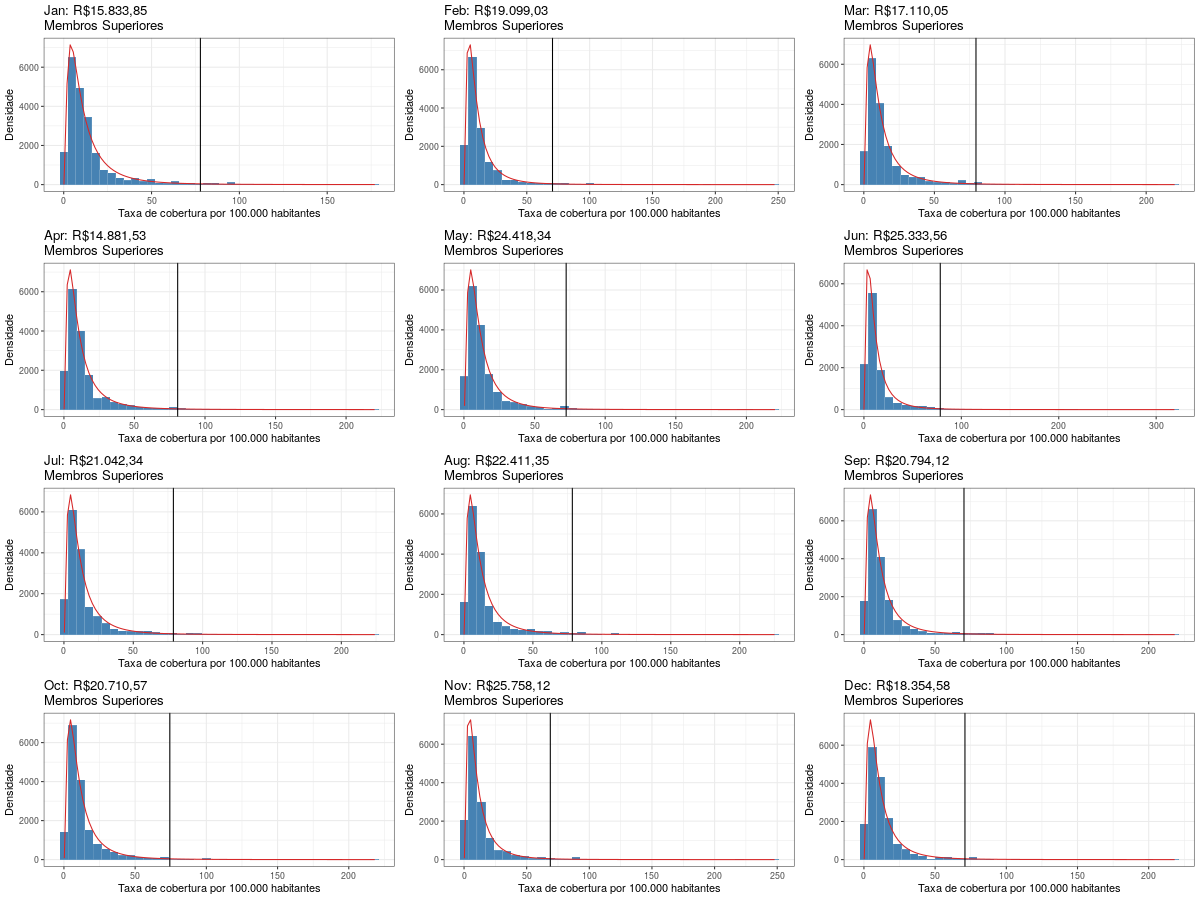 Jan: R$15.833,85
Membros Superiores
Densidade
6000
4000
2000
0
0 50 100 150
Taxa de cobertura por 100.000 habitantes
Feb: R$19.099,03
Membros Superiores
Densidade
6000
4000
2000
0
0 50 100 150 200 250
Taxa de cobertura por 100.000 habitantes
Mar: R$17.110,05
Membros Superiores
Densidade
6000
4000
2000
0
0 50 100 150 200
Taxa de cobertura por 100.000 habitantes
Apr: R$14.881,53
Membros Superiores
Densidade
6000
4000
2000
0
0 50 100 150 200
Taxa de cobertura por 100.000 habitantes
May: R$24.418,34
Membros Superiores
Densidade
6000
4000
2000
0
0 50 100 150 200
Taxa de cobertura por 100.000 habitantes
Jun: R$25.333,56
Membros Superiores
Densidade
6000
4000
2000
0
0 100 200 300
Taxa de cobertura por 100.000 habitantes
Jul: R$21.042,34
Membros Superiores
Densidade
6000
4000
2000
0
0 50 100 150 200
Taxa de cobertura por 100.000 habitantes
Aug: R$22.411,35
Membros Superiores
Densidade
6000
4000
2000
0
0 50 100 150 200
Taxa de cobertura por 100.000 habitantes
Sep: R$20.794,12
Membros Superiores
Densidade
6000
4000
2000
0
0 50 100 150 200
Taxa de cobertura por 100.000 habitantes
Oct: R$20.710,57
Membros Superiores
Densidade
6000
4000
2000
0
0 50 100 150 200
Taxa de cobertura por 100.000 habitantes
Nov: R$25.758,12
Membros Superiores
Densidade
6000
4000
2000
0
0 50 100 150 200 250
Taxa de cobertura por 100.000 habitantes
Dec: R$18.354,58
Membros Superiores
Densidade
6000
4000
2000
0
0 50 100 150 200
Taxa de cobertura por 100.000 habitantes